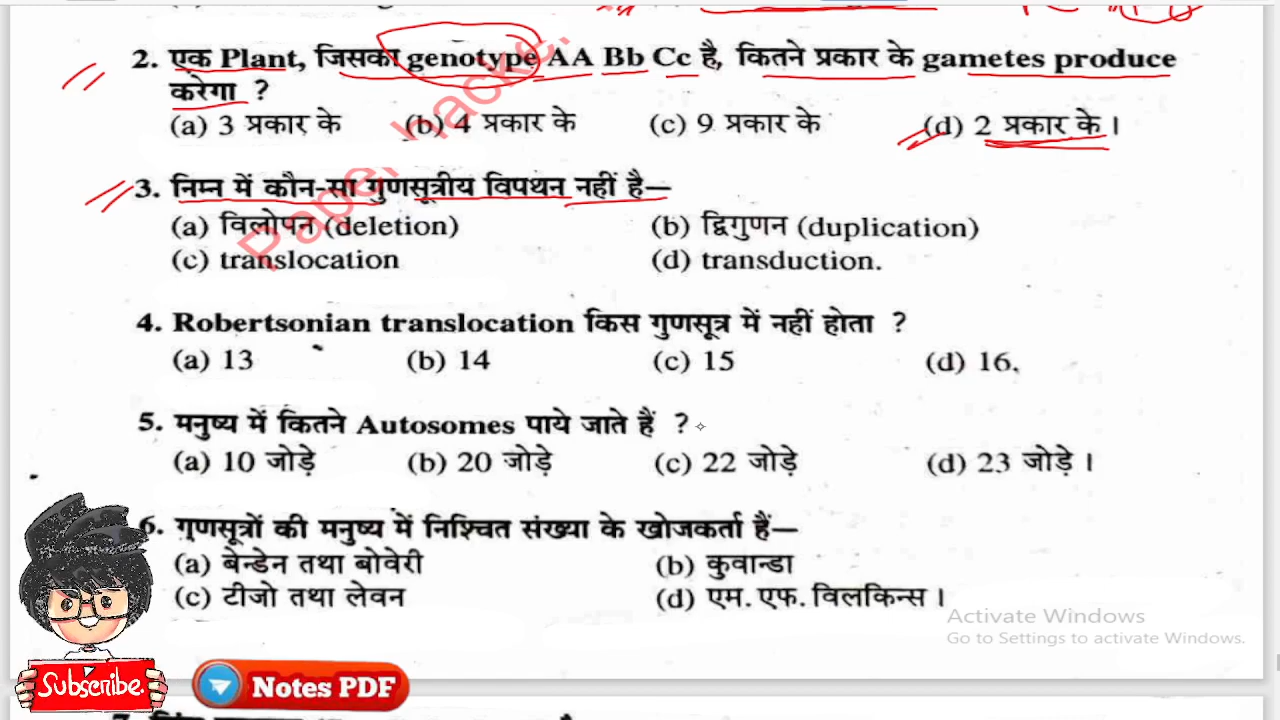 2. एक Plant, जिसका genotype AA Bb Cc है, कितने प्रकार के gametes produce
करेगा ?
(a) 3 प्रकार के (b) 4 प्रकार के (c) 9 प्रकार के (d) 2 प्रकार के ।
3. निम्न में कौन-सा गुणसूत्रीय विपथन नहीं है—
(a) विलोपन (deletion) (b) द्विगुणन (duplication)
(c) translocation (d) transduction.
4. Robertsonian translocation किस गुणसूत्र में नहीं होता ?
(a) 13 (b) 14 (c) 15 (d) 16.
5. मनुष्य में कितने Autosomes पाये जाते हैं ?
(a) 10 जोड़े (b) 20 जोड़े (c) 22 जोड़े (d) 23 जोड़े ।
6. गुणसूत्रों की मनुष्य में निश्चित संख्या के खोजकर्ता हैं—
(a) बेन्डेन तथा बोवेरी (b) कुवान्डा
(c) टीजो तथा लेवन (d) एम. एफ. विलकिन्स ।
Activate Windows
Go to Settings to activate Windows.
Subscribe
Notes PDF